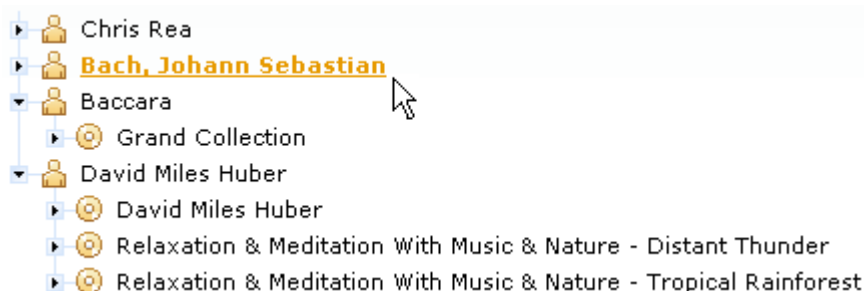 Chris Rea
Bach, Johann Sebastian
Baccara
Grand Collection
David Miles Huber
David Miles Huber
Relaxation & Meditation With Music & Nature - Distant Thunder
Relaxation & Meditation With Music & Nature - Tropical Rainforest